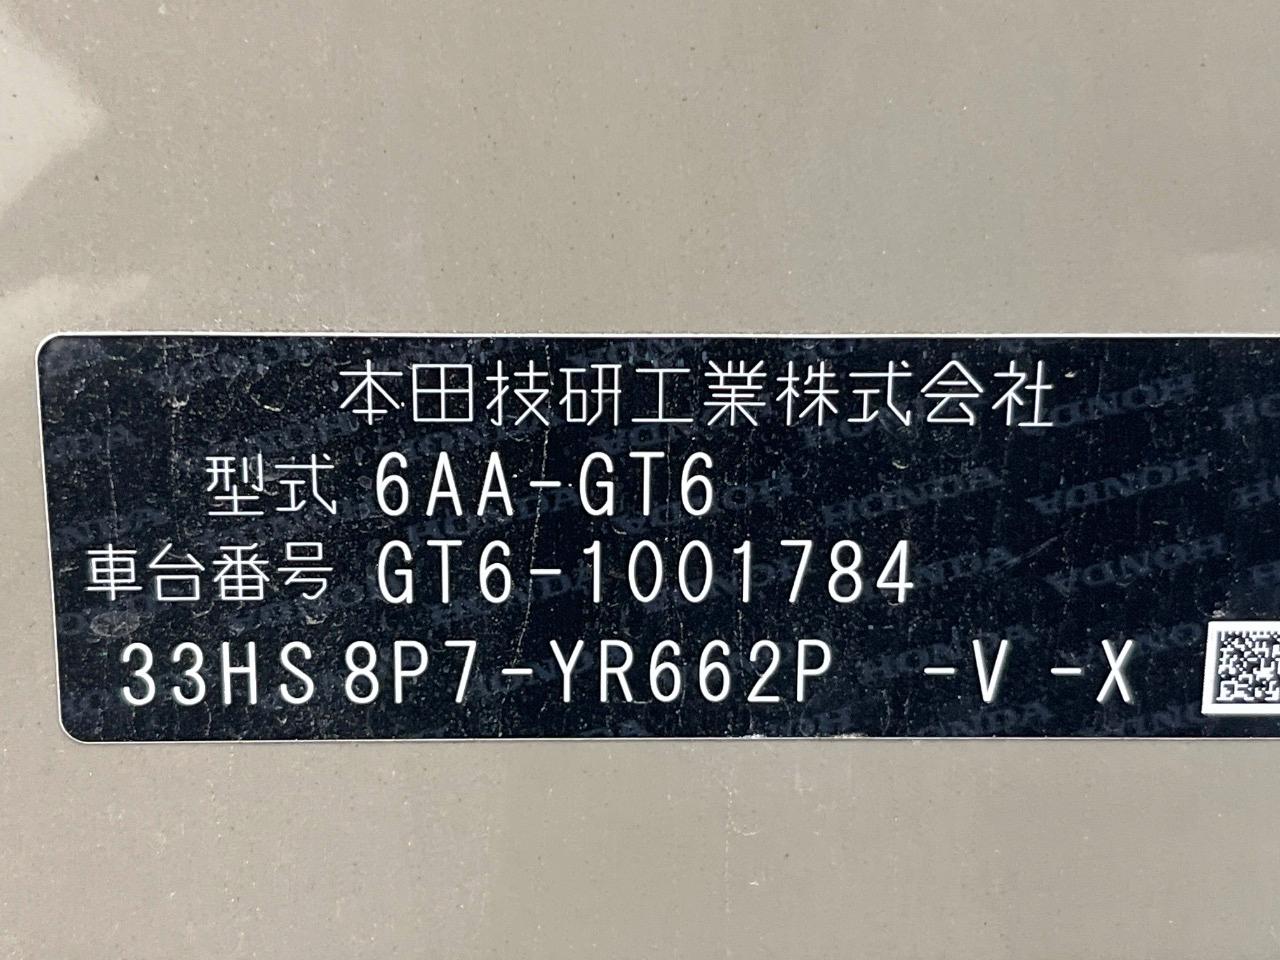 本田技研工業株式会社
型式 6AA-GT6
車台番号 GT6-1001784
33HS8P7-YR662P -V -X